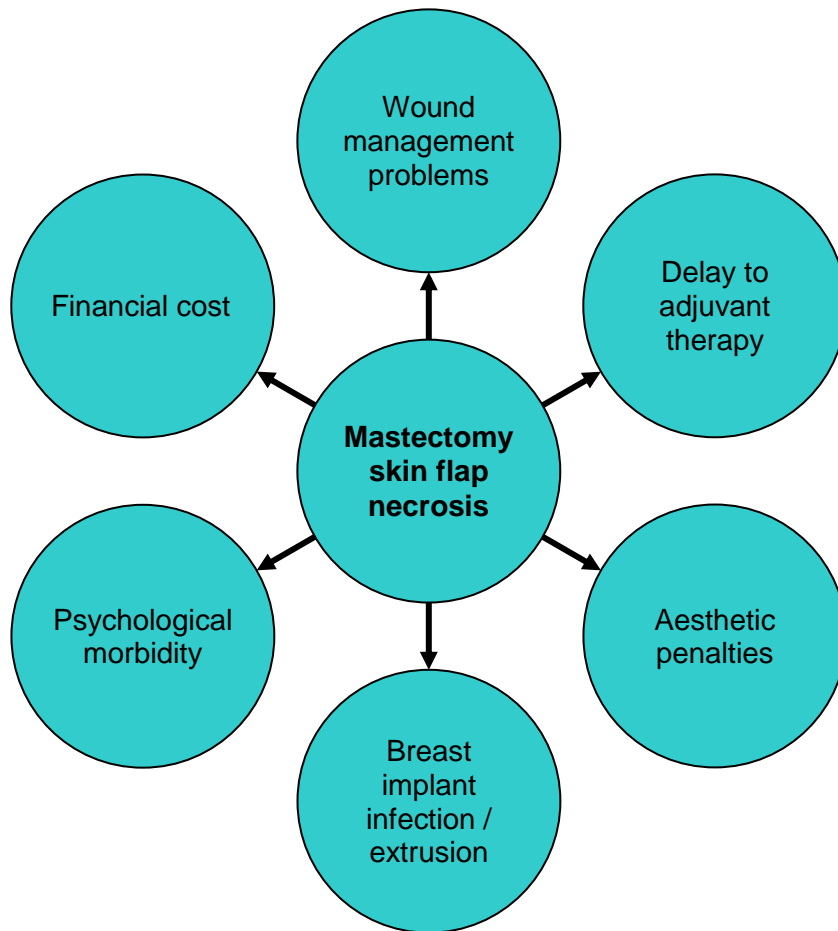 Wound
management
problems
Financial cost
Delay to
adjuvant
therapy
Mastectomy
skin flap
necrosis
Psychological
morbidity
Aesthetic
penalties
Breast
implant
infection /
extrusion